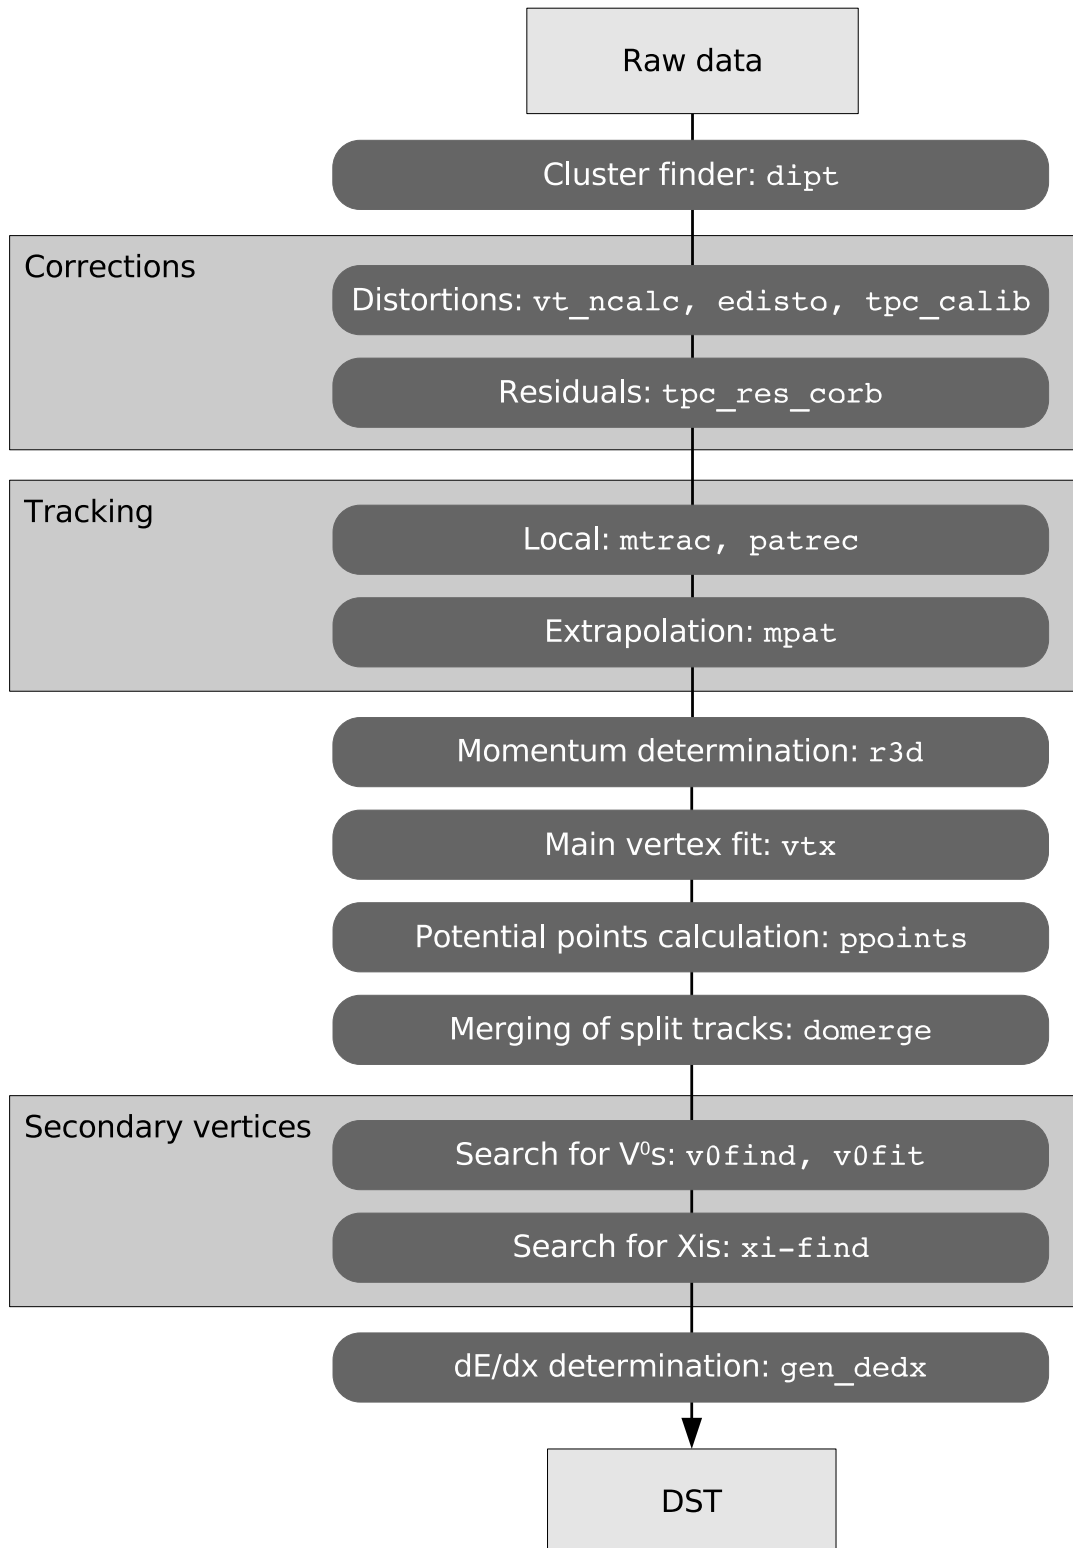 Raw data
Cluster finder: dipt
Corrections
Distortions: vt_ncalc, edisto, tpc_calib
Residuals: tpc_res_corb
Tracking
Local: mtrac, patrec
Extrapolation: mpat
Momentum determination: r3d
Main vertex fit: vtx
Potential points calculation: ppoints
Merging of split tracks: domerge
Secondary vertices
Search for V⁰s: v0find, v0fit
Search for Xis: xi-find
dE/dx determination: gen_dedx
DST